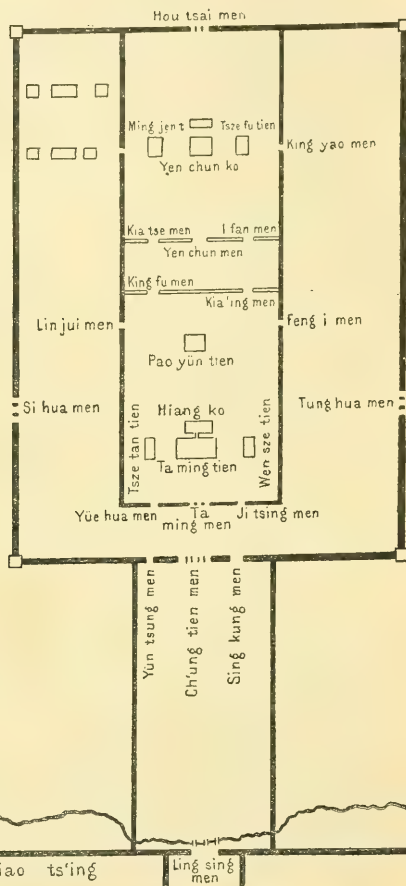 Hou tsai men
Ming jen t Tsze fu tien
King yao men
Yen chun ko
Kia tse men I fan men
Yen chun men
King fu men
Kia'ing men
Lin jui men Feng i men
Pao yün tien
Si hua men Hiang ko Tung hua men
Tsze tan tien
Wen sze tien
Ta ming tien
Yüe hua men Ta ming men Ji tsing men
Yün tsung men
Ch'ung tien men
Sing kung men
iao ts'ing
Ling sing
men